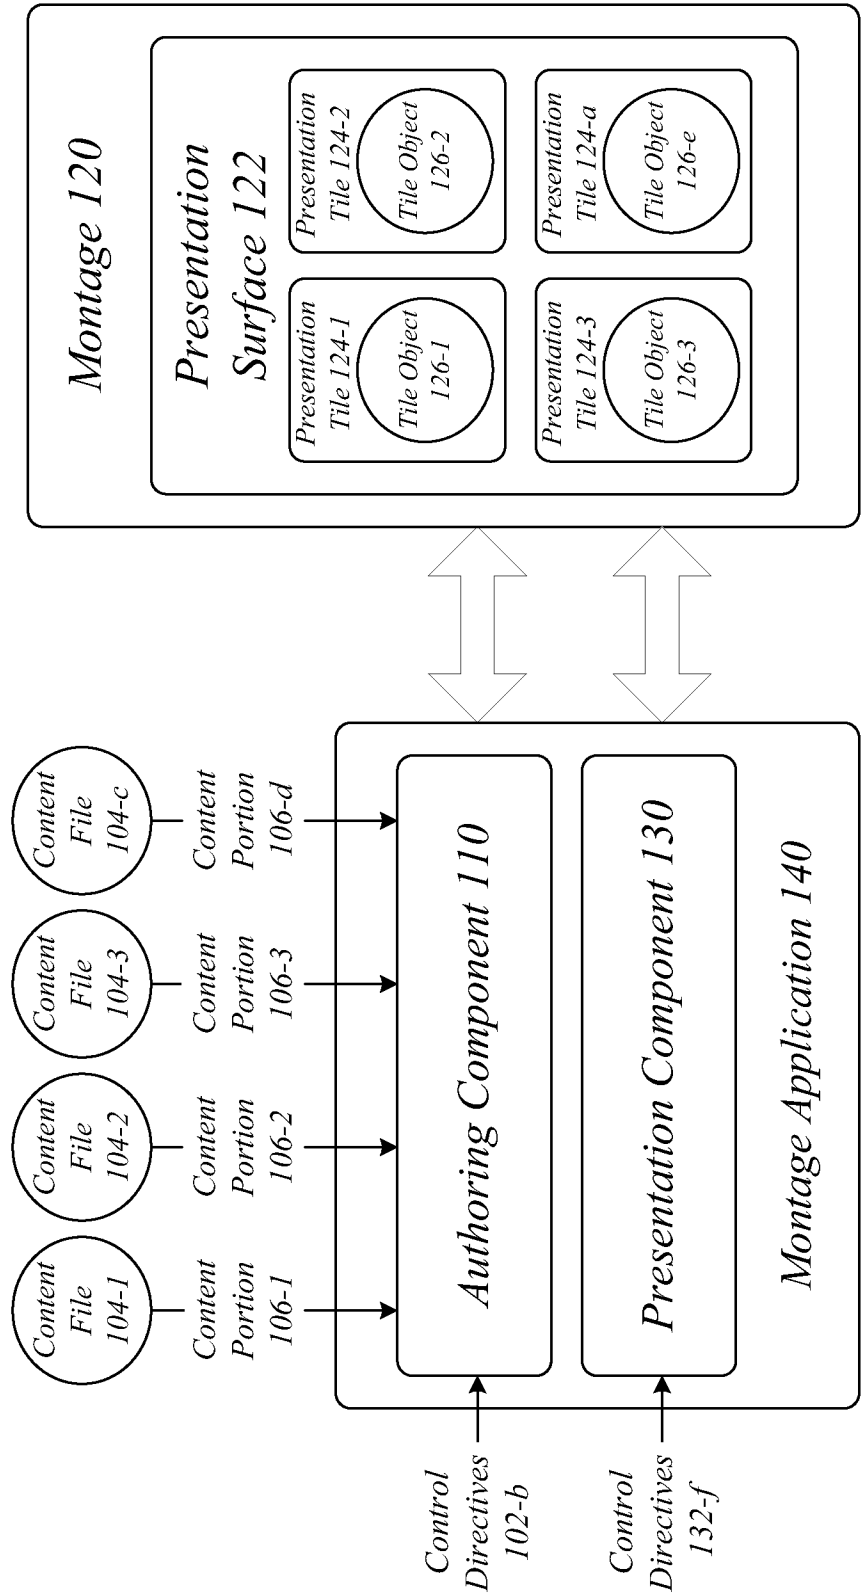 Content
File
104-1
Content
File
104-2
Content
File
104-3
Content
File
104-c
Content
Portion
106-1
Content
Portion
106-2
Content
Portion
106-3
Content
Portion
106-d
Control
Directives
102-b
Authoring Component 110
Control
Directives
132-f
Presentation Component 130
Montage Application 140
Montage 120
Presentation
Surface 122
Presentation
Tile 124-1
Tile Object
126-1
Presentation
Tile 124-2
Tile Object
126-2
Presentation
Tile 124-3
Tile Object
126-3
Presentation
Tile 124-a
Tile Object
126-e